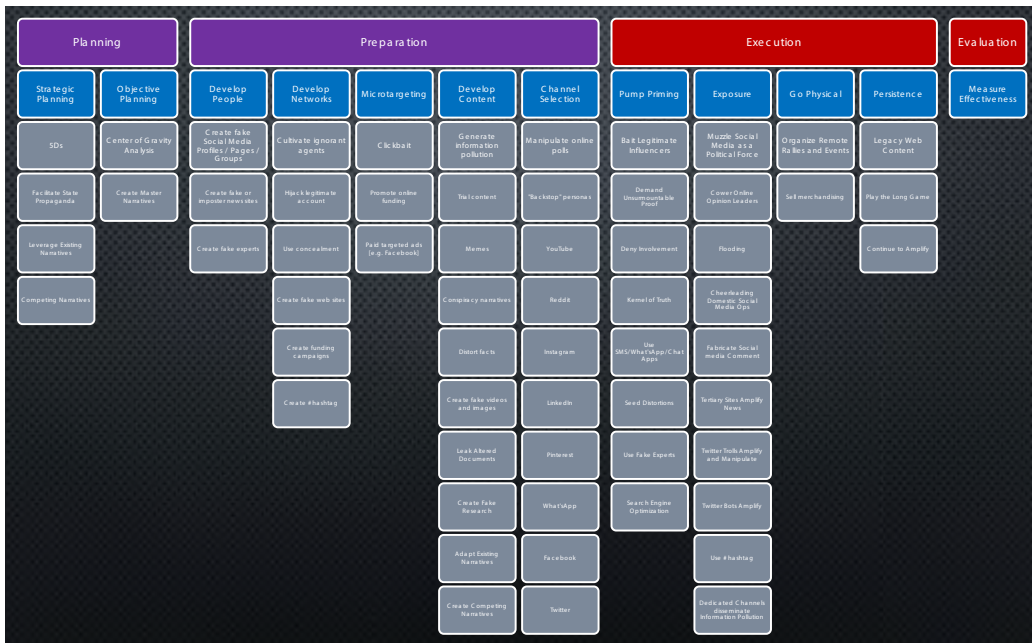 Planning
Preparation
Execution
Evaluation
Strategic
Planning
Objective
Planning
Develop
People
Develop
Networks
Microtargeting
Develop
Content
Channel
Selection
Pump Priming
Exposure
Go Physical
Persistence
Measure
Effectiveness
5Ds
Facilitate State
Propaganda
Leverage Existing
Narratives
Competing Narratives
Center of Gravity
Analysis
Create Master
Narratives
Create fake
Social Media
Profiles / Pages /
Groups
Create fake or
imposter news sites
Create fake experts
Cultivate ignorant
agents
Hijack legitimate
account
Use concealment
Create fake web sites
Create funding
campaigns
Create #hashtag
Clickbait
Promote online
funding
Paid targeted ads
[e.g. Facebook]
Generate
information
pollution
Trial content
Memes
Conspiracy narratives
Distort facts
Create fake videos
and images
Leak Altered
Documents
Create Fake
Research
Adapt Existing
Narratives
Create Competing
Narratives
Manipulate online
polls
"Backstop" personas
YouTube
Reddit
Instagram
LinkedIn
Pinterest
What'sApp
Facebook
Twitter
Bait Legitimate
Influencers
Demand
Unsurmountable
Proof
Deny Involvement
Kernel of Truth
Use
SMS/What'sApp/Chat
Apps
Seed Distortions
Use Fake Experts
Search Engine
Optimization
Muzzle Social
Media as a
Political Force
Cower Online
Opinion Leaders
Flooding
Cheerleading
Domestic Social
Media Ops
Fabricate Social
media Comment
Tertiary Sites Amplify
News
Twitter Trolls Amplify
and Manipulate
Twitter Bots Amplify
Use #hashtag
Dedicated Channels
disseminate
Information Pollution
Organize Remote
Rallies and Events
Sell merchandising
Legacy Web
Content
Play the Long Game
Continue to Amplify